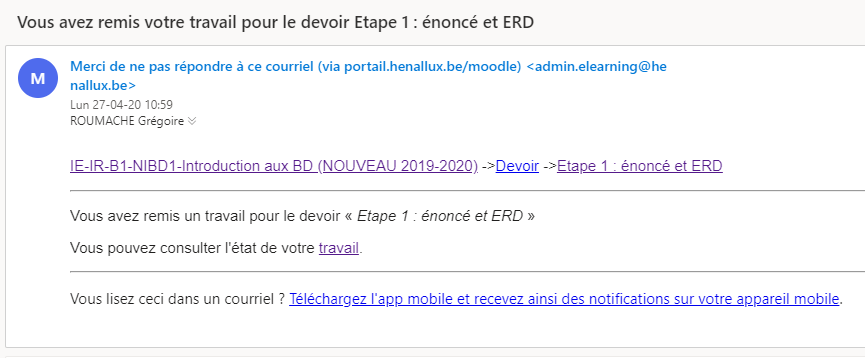 Vous avez remis votre travail pour le devoir Etape 1 : énoncé et ERD
M
Merci de ne pas répondre à ce courriel (via portail.henallux.be/moodle) <admin.elearning@he
nallux.be>
Lun 27-04-20 10:59
ROUMACHE Grégoire
IE-IR-B1-NIBD1-Introduction aux BD (NOUVEAU 2019-2020) ->Devoir ->Etape 1 : énoncé et ERD
Vous avez remis un travail pour le devoir « Etape 1 : énoncé et ERD »
Vous pouvez consulter l'état de votre travail.
Vous lisez ceci dans un courriel ? Téléchargez l'app mobile et recevez ainsi des notifications sur votre appareil mobile.